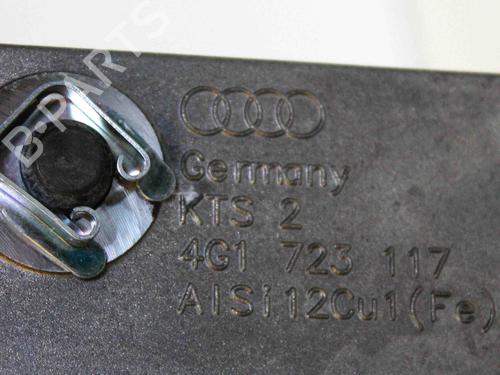 B-PARTS
Germany
KTS 2
4G1 723 117
AlSi12Cu1(Fe)